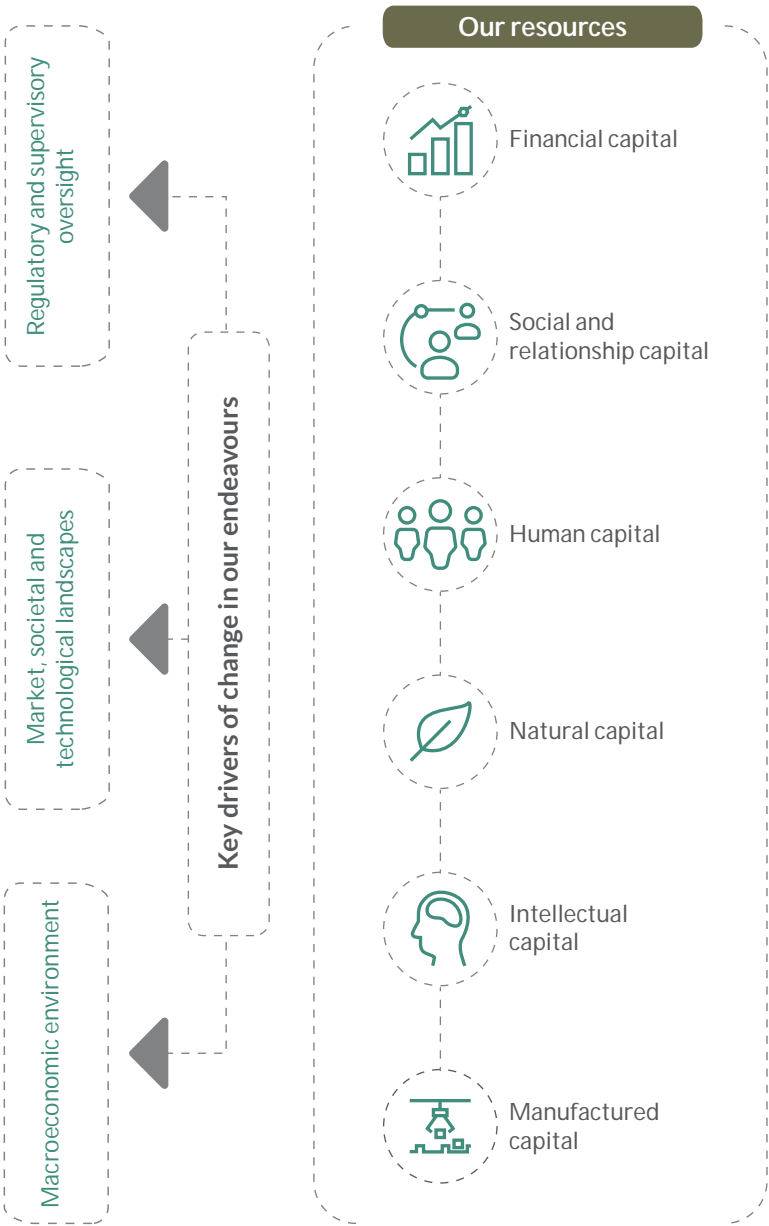 Regulatory and supervisory
oversight
Market, societal and
technological landscapes
Macroeconomic environment
Key drivers of change in our endeavours
Our resources
Financial capital
Social and
relationship capital
Human capital
Natural capital
Intellectual
capital
Manufactured
capital